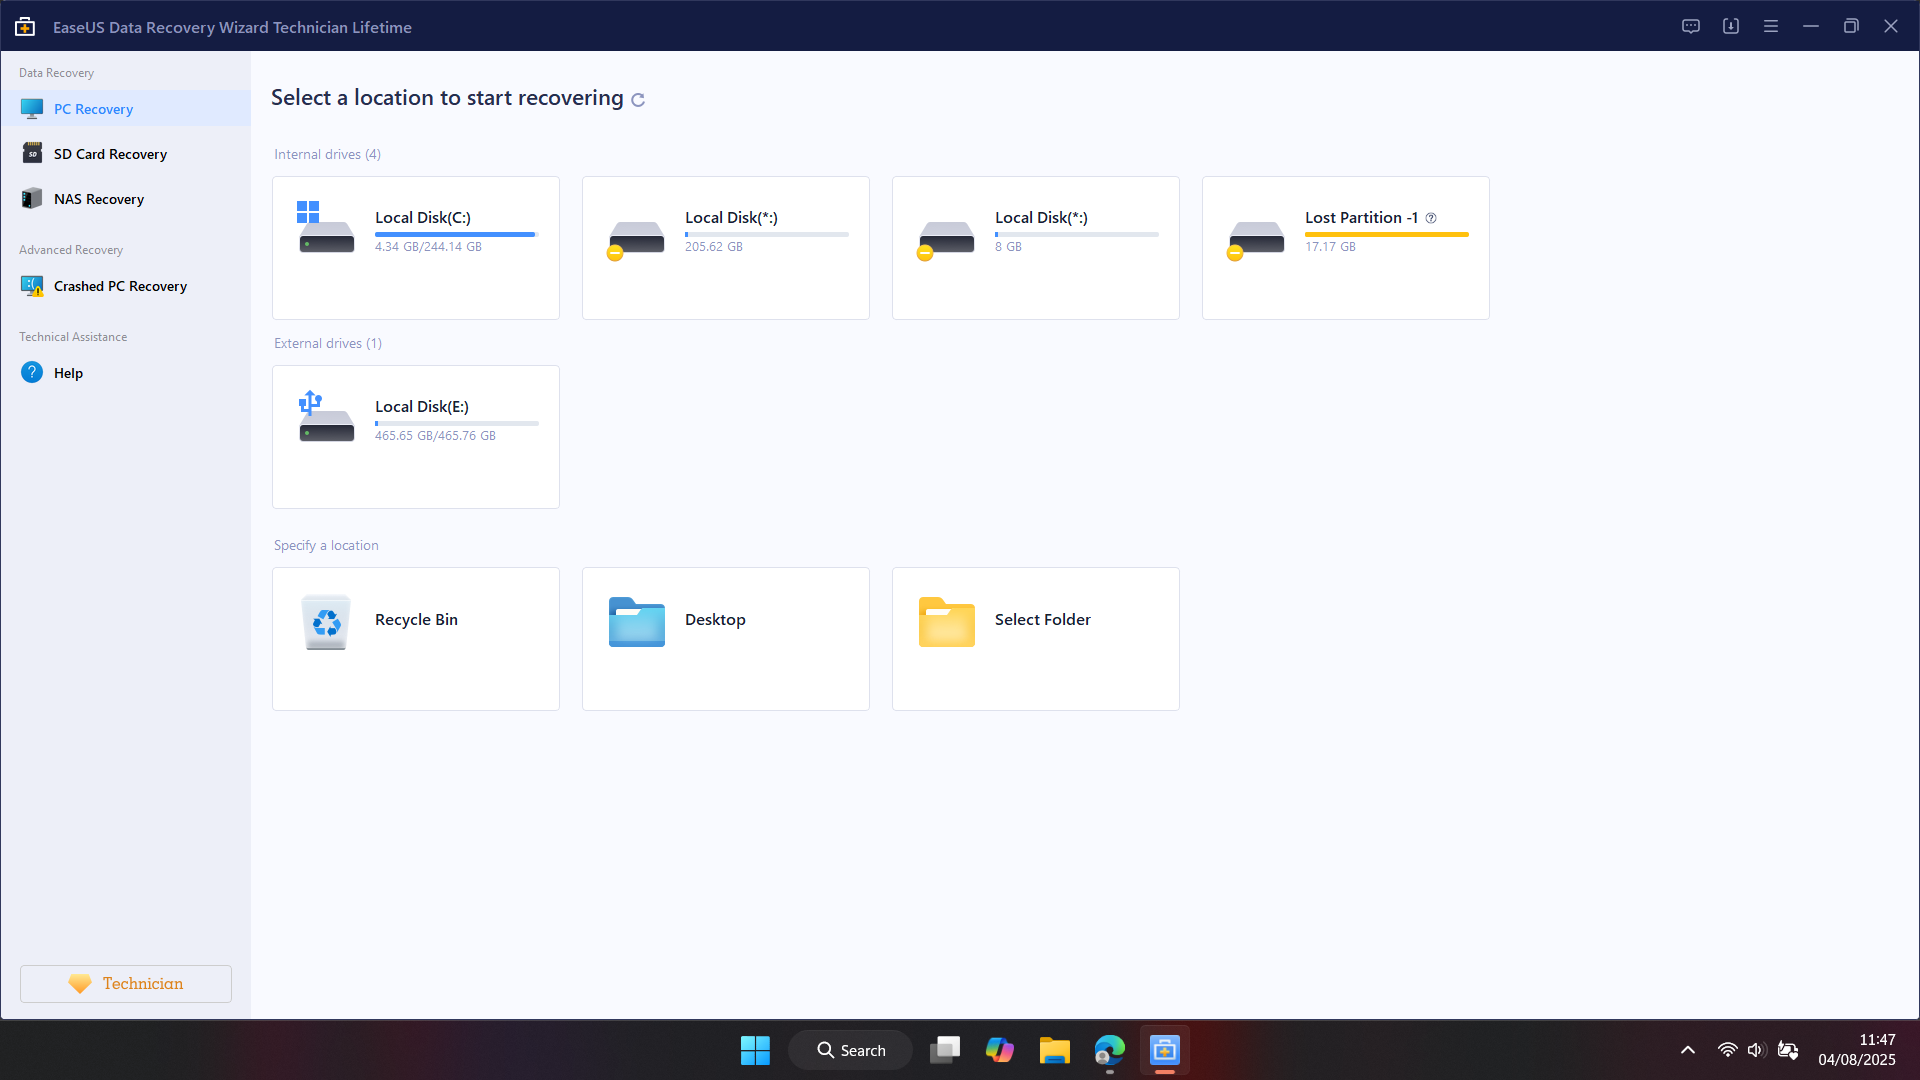 EaseUS Data Recovery Wizard Technician Lifetime
Data Recovery
PC Recovery
SD Card Recovery
NAS Recovery
Advanced Recovery
Crashed PC Recovery
Technical Assistance
Help
Technician
Select a location to start recovering
Internal drives (4)
Local Disk(C:)
4.34 GB/244.14 GB
Local Disk(*:)
205.62 GB
Local Disk(*:)
8 GB
Lost Partition -1
17.17 GB
External drives (1)
Local Disk(E:)
465.65 GB/465.76 GB
Specify a location
Recycle Bin
Desktop
Select Folder
Search
11:47
04/08/2025